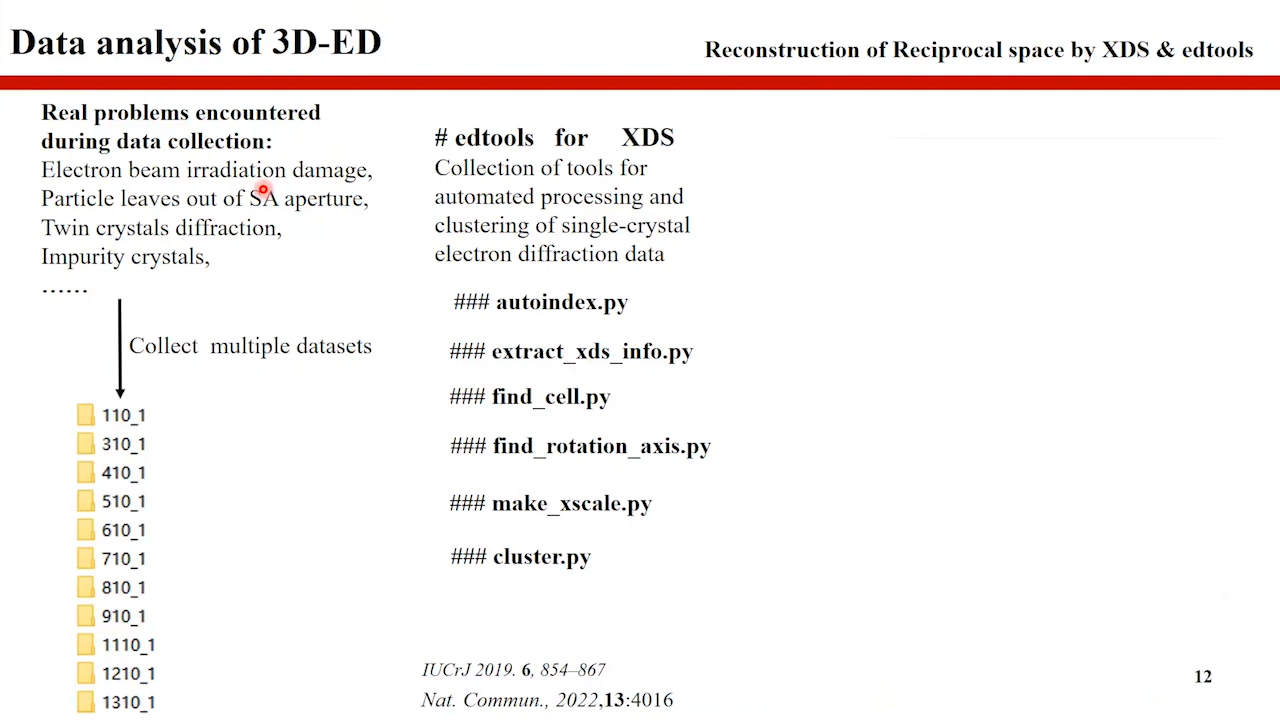 Data analysis of 3D-ED
Reconstruction of Reciprocal space by XDS & edtools
Real problems encountered
during data collection:
Electron beam irradiation damage,
Particle leaves out of SA aperture,
Twin crystals diffraction,
Impurity crystals,
......
Collect multiple datasets
110_1
310_1
410_1
510_1
610_1
710_1
810_1
910_1
1110_1
1210_1
1310_1
# edtools for XDS
Collection of tools for
automated processing and
clustering of single-crystal
electron diffraction data
### autoindex.py
### extract_xds_info.py
### find_cell.py
### find_rotation_axis.py
### make_xscale.py
### cluster.py
IUCrJ 2019. 6, 854–867
Nat. Commun., 2022,13:4016
12